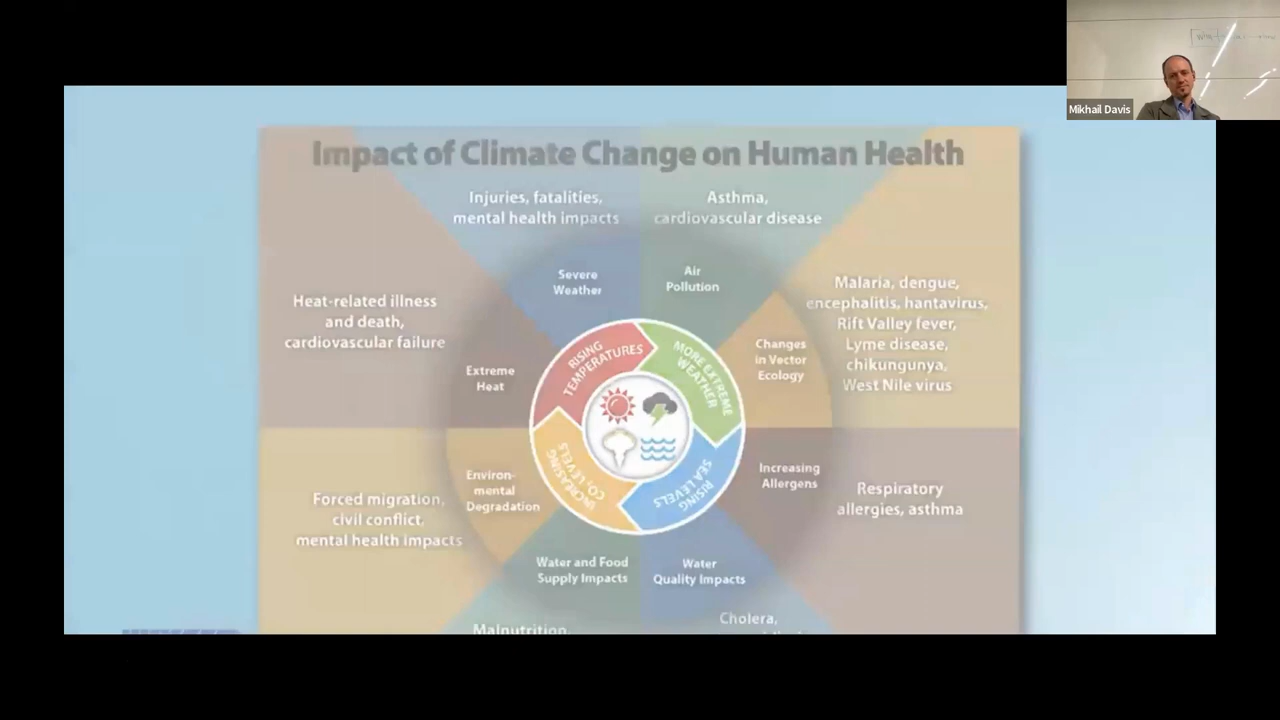 Mikhail Davis
Impact of Climate Change on Human Health
Injuries, fatalities,
mental health impacts
Asthma,
cardiovascular disease
Severe
Weather
Air
Pollution
Heat-related illness
and death,
cardiovascular failure
Extreme
Heat
RISING
TEMPERATURES
MORE EXTREME
WEATHER
Changes
in Vector
Ecology
Malaria, dengue,
encephalitis, hantavirus,
Rift Valley fever,
Lyme disease,
chikungunya,
West Nile virus
Forced migration,
civil conflict,
mental health impacts
Environ-
mental
Degradation
INCREASING
CO₂ LEVELS
RISING
SEA LEVELS
Increasing
Allergens
Respiratory
allergies, asthma
Water and Food
Supply Impacts
Water
Quality Impacts
Malnutrition,
Cholera,